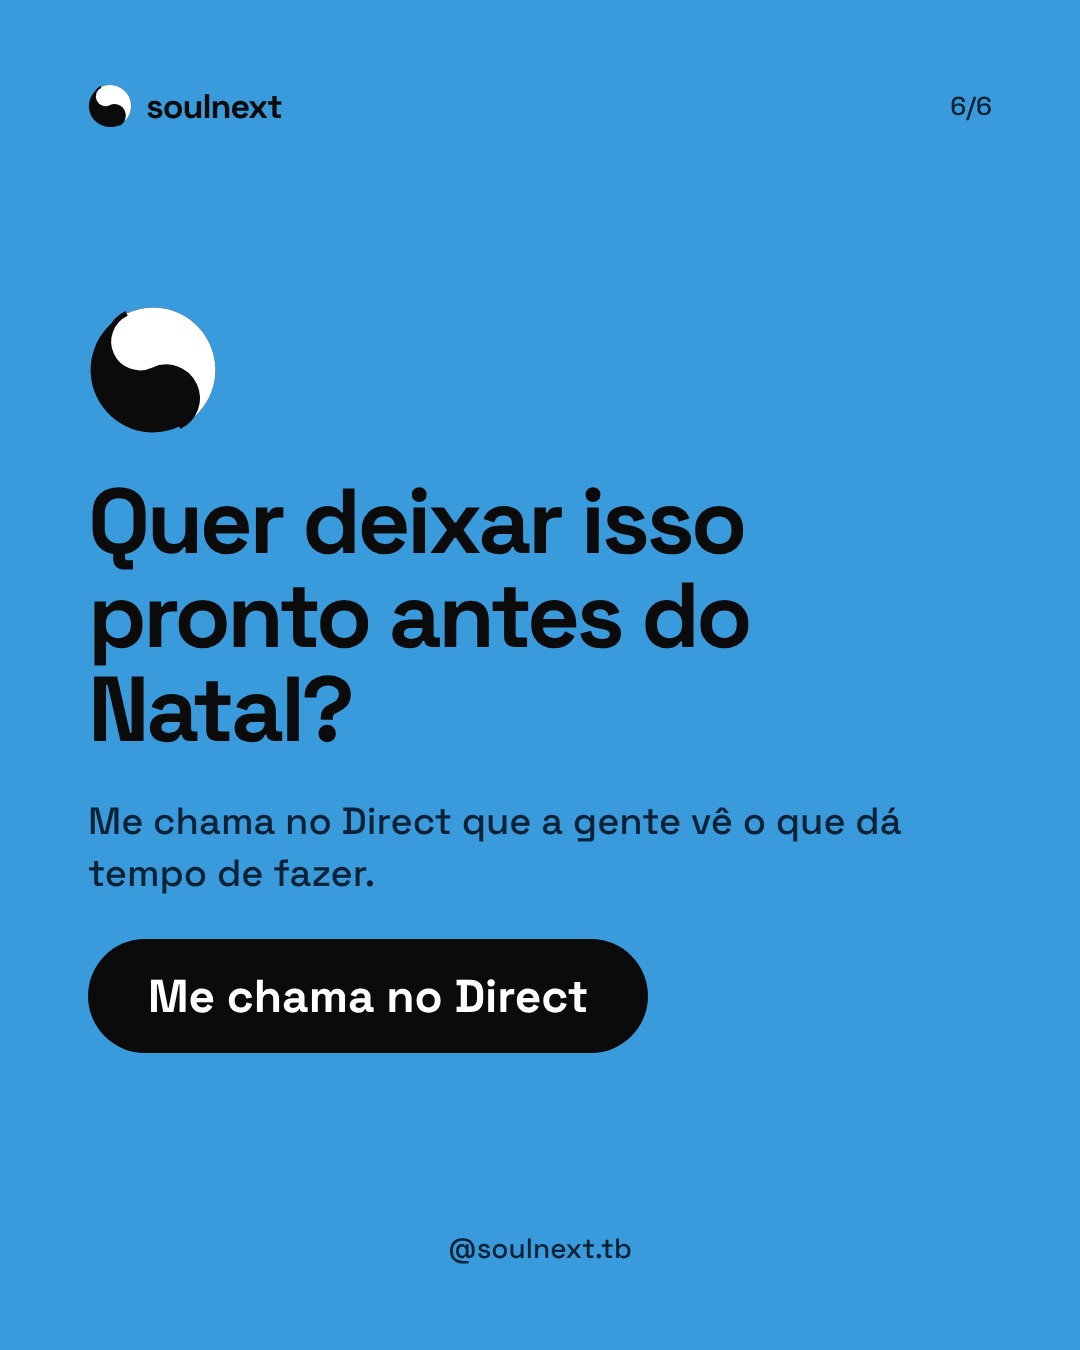 soulnext
6/6
Quer deixar isso
pronto antes do
Natal?
Me chama no Direct que a gente vê o que dá
tempo de fazer.
Me chama no Direct
@soulnext.tb